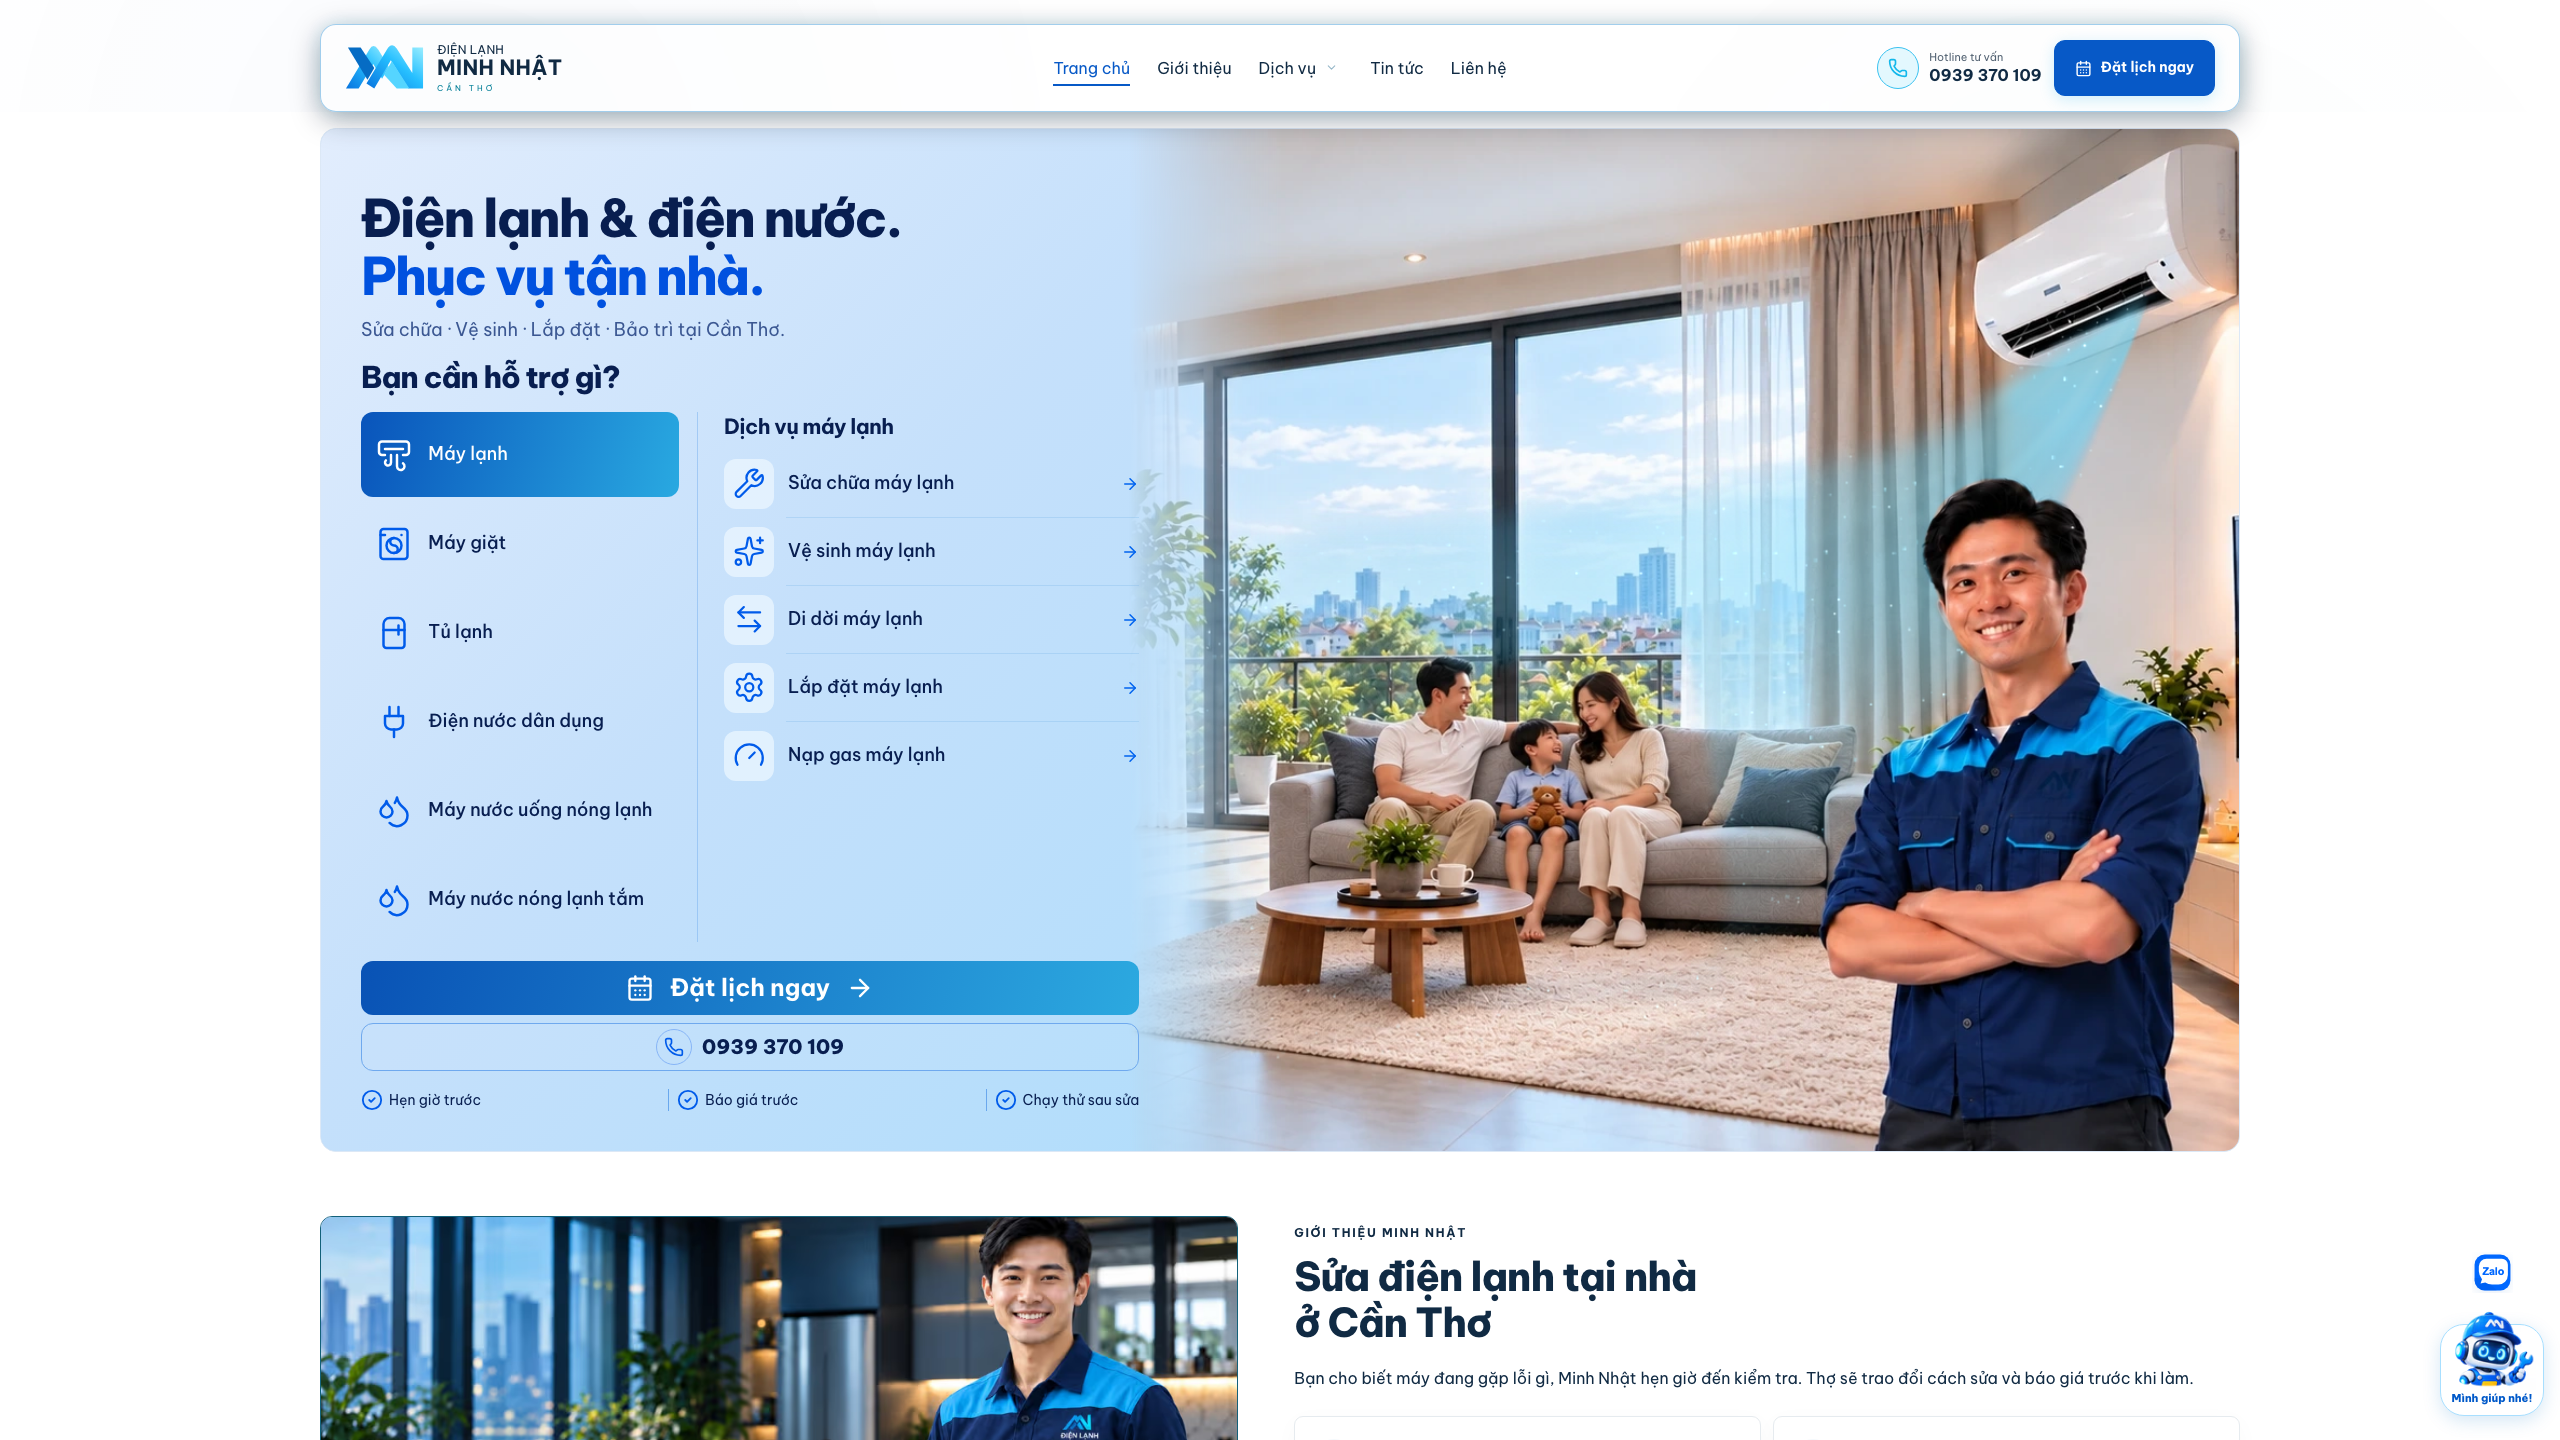 ĐIỆN LẠNH
MINH NHẬT
CẦN THƠ
Trang chủ
Giới thiệu
Dịch vụ
Tin tức
Liên hệ
Hotline tư vấn
0939 370 109
Đặt lịch ngay
Điện lạnh & điện nước.
Phục vụ tận nhà.
Sửa chữa · Vệ sinh · Lắp đặt · Bảo trì tại Cần Thơ.
Bạn cần hỗ trợ gì?
Máy lạnh
Máy giặt
Tủ lạnh
Điện nước dân dụng
Máy nước uống nóng lạnh
Máy nước nóng lạnh tắm
Dịch vụ máy lạnh
Sửa chữa máy lạnh
Vệ sinh máy lạnh
Di dời máy lạnh
Lắp đặt máy lạnh
Nạp gas máy lạnh
Đặt lịch ngay
0939 370 109
Hẹn giờ trước
Báo giá trước
Chạy thử sau sửa
GIỚI THIỆU MINH NHẬT
Sửa điện lạnh tại nhà
ở Cần Thơ
Bạn cho biết máy đang gặp lỗi gì, Minh Nhật hẹn giờ đến kiểm tra. Thợ sẽ trao đổi cách sửa và báo giá trước khi làm.
ĐIỆN LẠNH
Zalo
Mình giúp nhé!